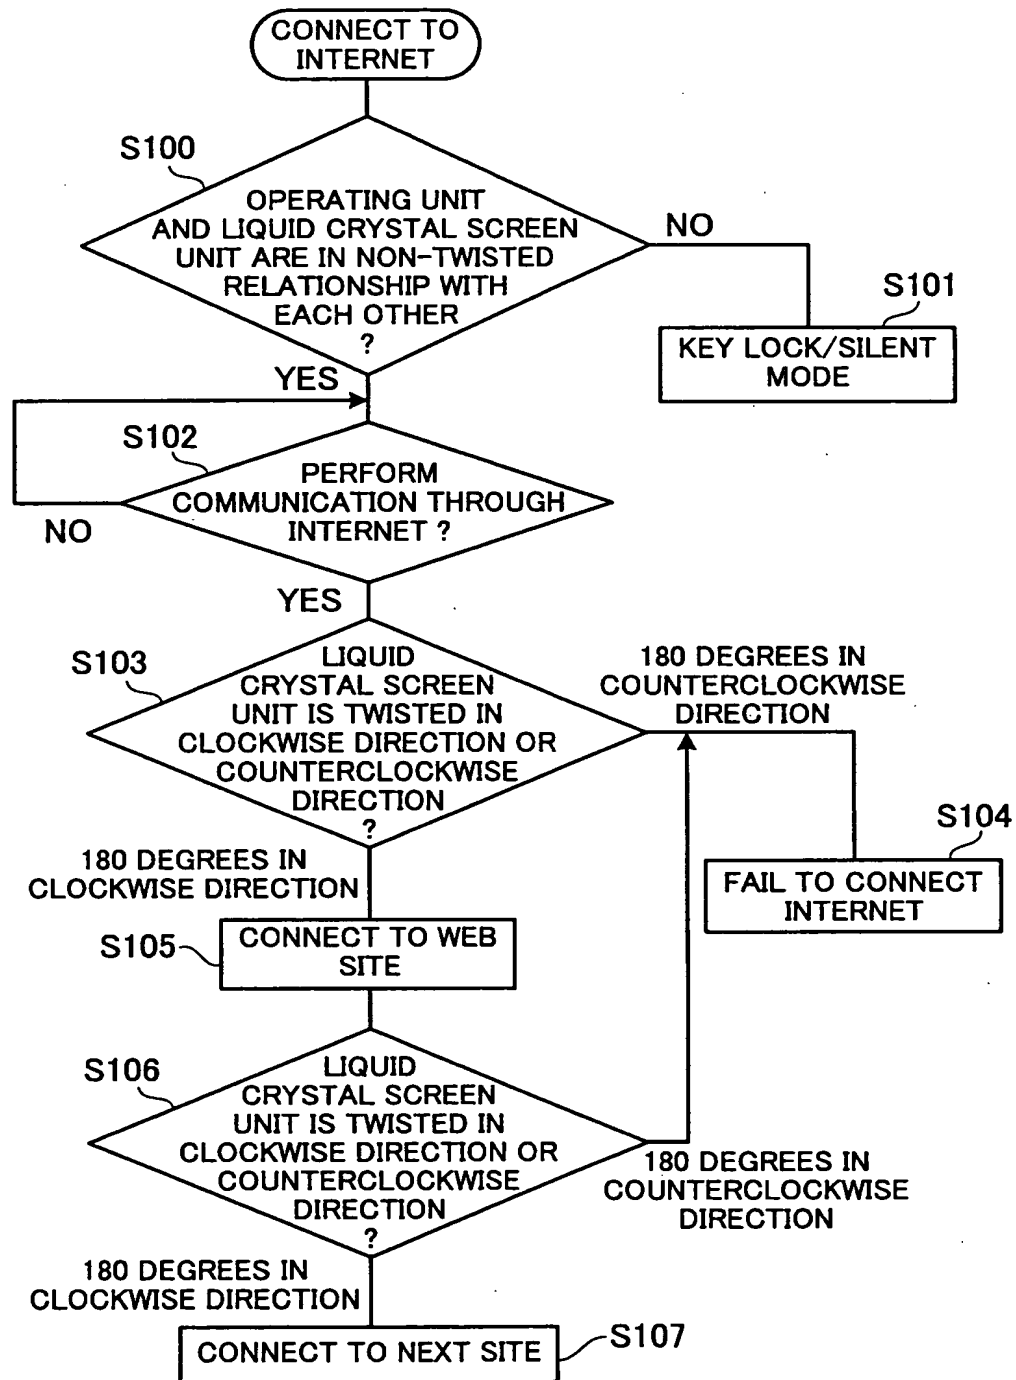 CONNECT TO
INTERNET
S100
OPERATING UNIT
AND LIQUID CRYSTAL SCREEN
UNIT ARE IN NON-TWISTED
RELATIONSHIP WITH
EACH OTHER
?
NO
S101
KEY LOCK/SILENT
MODE
YES
S102
PERFORM
COMMUNICATION THROUGH
INTERNET ?
NO
YES
S103
LIQUID
CRYSTAL SCREEN
UNIT IS TWISTED IN
CLOCKWISE DIRECTION OR
COUNTERCLOCKWISE
DIRECTION
?
180 DEGREES IN
COUNTERCLOCKWISE
DIRECTION
S104
FAIL TO CONNECT
INTERNET
180 DEGREES IN
CLOCKWISE DIRECTION
S105
CONNECT TO WEB
SITE
S106
LIQUID
CRYSTAL SCREEN
UNIT IS TWISTED IN
CLOCKWISE DIRECTION OR
COUNTERCLOCKWISE
DIRECTION
?
180 DEGREES IN
COUNTERCLOCKWISE
DIRECTION
180 DEGREES IN
CLOCKWISE DIRECTION
CONNECT TO NEXT SITE
S107